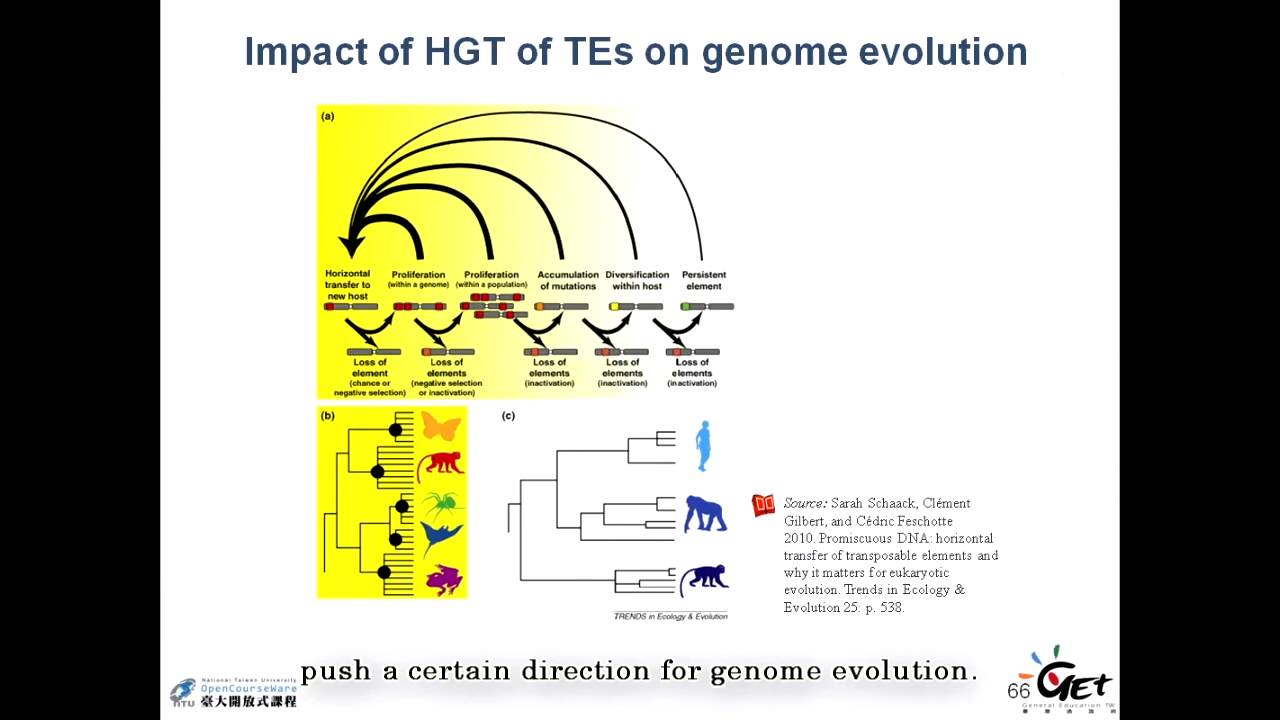 Impact of HGT of TEs on genome evolution
(a)
Horizontal
transfer to
new host
Proliferation
(within a genome)
Proliferation
(within a population)
Accumulation
of mutations
Diversification
within host
Persistent
element
Loss of
element
(chance or
negative selection)
Loss of
elements
(negative selection
or inactivation)
Loss of
elements
(inactivation)
Loss of
elements
(inactivation)
Loss of
elements
(inactivation)
(b)
(c)
TRENDS in Ecology & Evolution
Source: Sarah Schaack, Clément
Gilbert, and Cédric Feschotte
2010. Promiscuous DNA: horizontal
transfer of transposable elements and
why it matters for eukaryotic
evolution. Trends in Ecology &
Evolution 25: p. 538.
push a certain direction for genome evolution.
National Taiwan University
OpenCourseWare
NTU 臺大開放式課程
66
GET
General Education TW